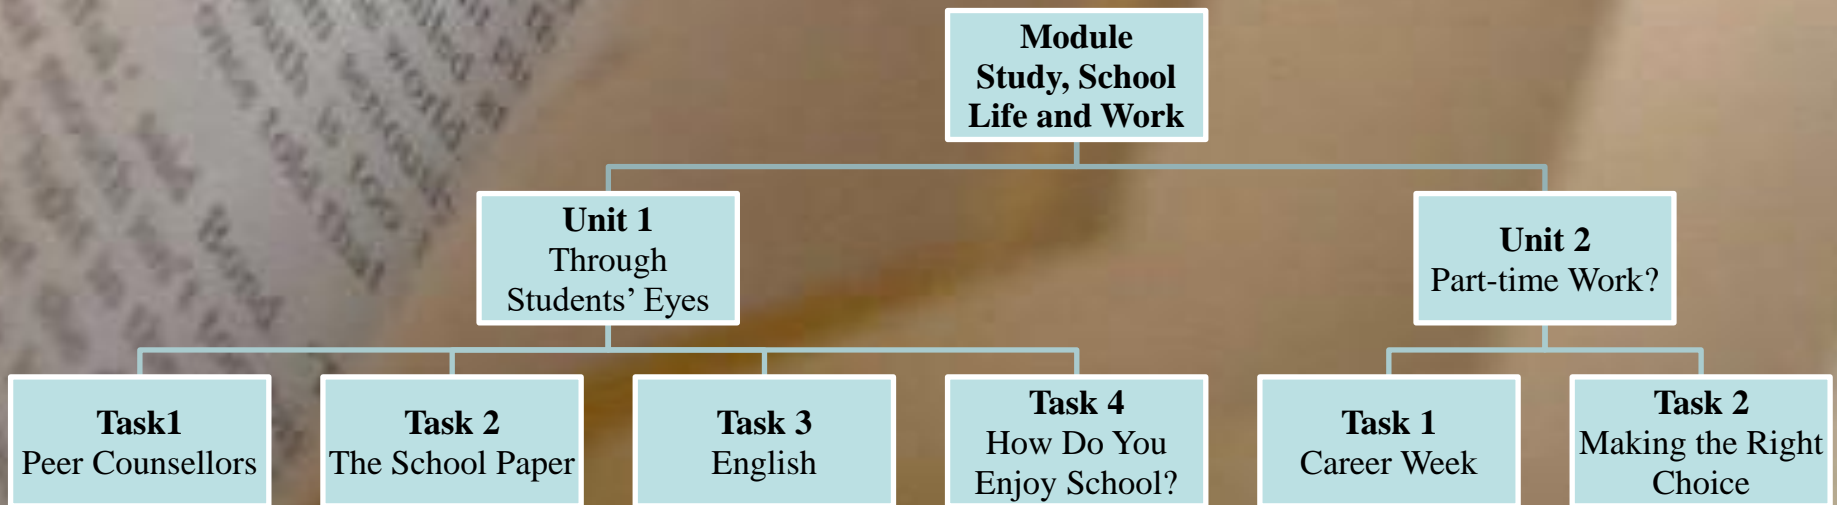 Module
Study, School
Life and Work
Unit 1
Through
Students’ Eyes
Unit 2
Part-time Work?
Task1
Peer Counsellors
Task 2
The School Paper
Task 3
English
Task 4
How Do You
Enjoy School?
Task 1
Career Week
Task 2
Making the Right
Choice